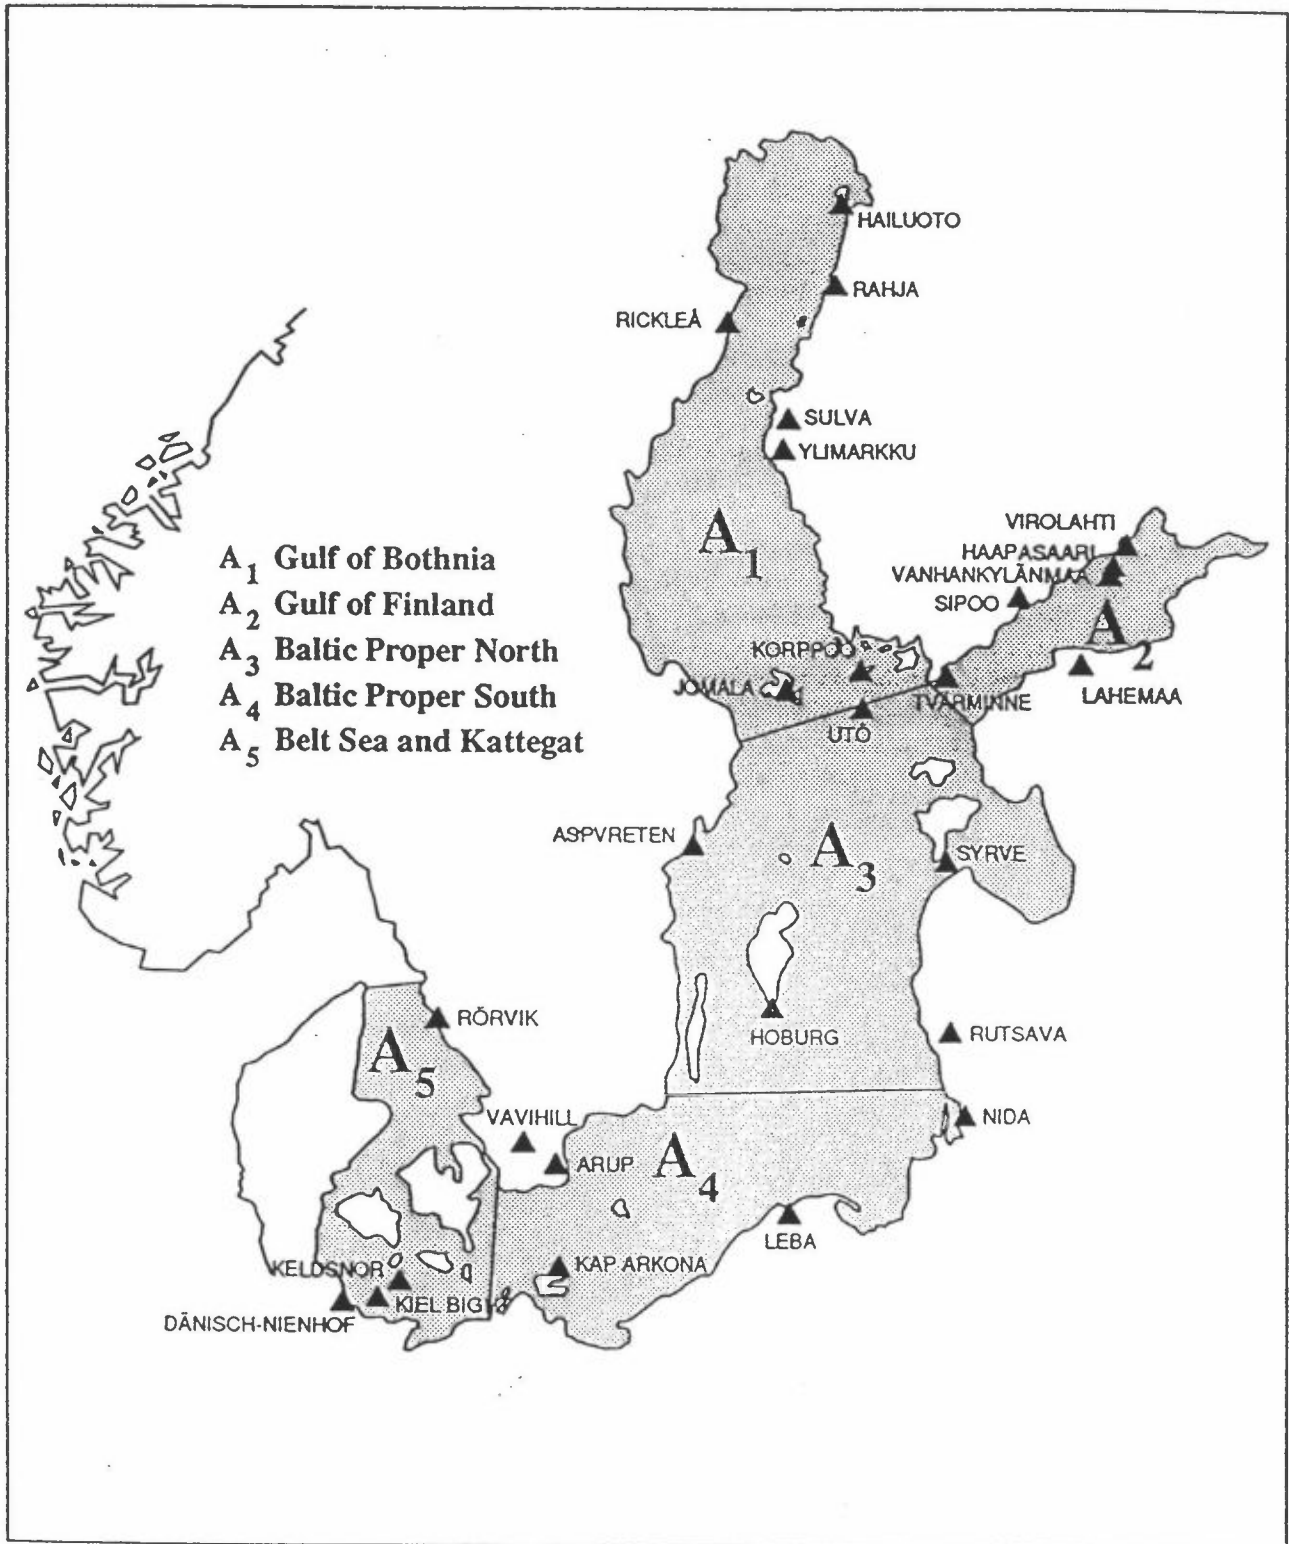 HAILUOTO
RAHJA
RICKLEÅ
SULVA
YLIMARKKU
VIROLAHTI
HAAPASAARI
VANHANKYLÄNMAA
SIPOO
A1
A2
A1 Gulf of Bothnia
A2 Gulf of Finland
A3 Baltic Proper North
A4 Baltic Proper South
A5 Belt Sea and Kattegat
KORPPOO
JOMALA
TVÄRMINNE
LAHEMAA
UTÖ
ASPVRETEN
A3
SYRVE
RÖRVIK
HOBURG
RUTSAVA
A5
VAVIHILL
NIDA
ARUP
A4
LEBA
KELDSNOR
KAP ARKONA
KIEL BIGH
DÄNISCH-NIENHOF